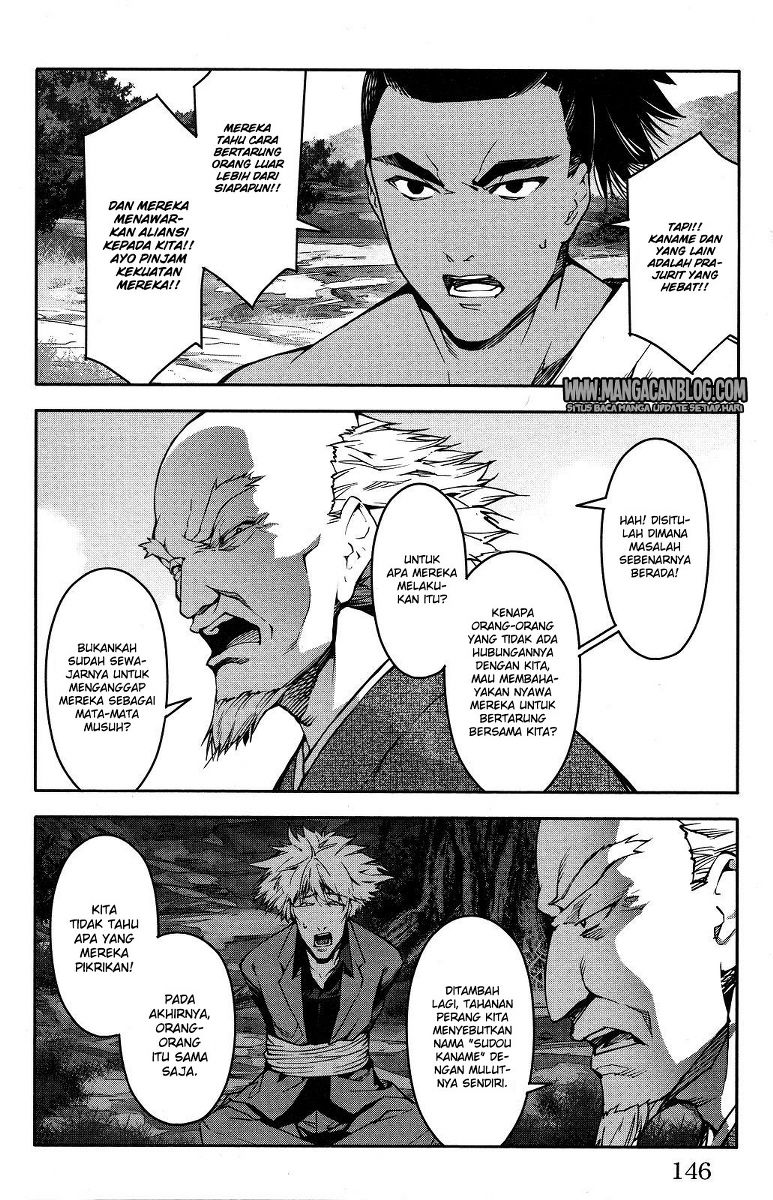 TAPI!!
KANAME DAN
YANG LAIN
ADALAH PRA-
JURIT YANG
HEBAT!!
MEREKA
TAHU CARA
BERTARUNG
ORANG LUAR
LEBIH DARI
SIAPAPUN!!
DAN MEREKA
MENAWAR-
KAN ALIANSI
KEPADA KITA!!
AYO PINJAM
KEKUATAN
MEREKA!!
WWW.MANGACANBLOG.COM
SITUS BACA MANGA UPDATE SETIAP HARI
HAH! DISITU-
LAH DIMANA
MASALAH
SEBENARNYA
BERADA!
UNTUK
APA MEREKA
MELAKU-
KAN ITU?
KENAPA
ORANG-ORANG
YANG TIDAK ADA
HUBUNGANNYA
DENGAN KITA,
MAU MEMBAHA-
YAKAN NYAWA
MEREKA UNTUK
BERTARUNG
BERSAMA KITA?
BUKANKAH
SUDAH SEWA-
JARNYA UNTUK
MENGANGGAP
MEREKA SEBAGAI
MATA-MATA
MUSUH?
DITAMBAH
LAGI, TAHANAN
PERANG KITA
MENYEBUTKAN
NAMA "SUDOU
KANAME" DE-
NGAN MULUT-
NYA SENDIRI.
KITA
TIDAK TAHU
APA YANG
MEREKA
PIKRIKAN!
PADA
AKHIRNYA,
ORANG-
ORANG
ITU SAMA
SAJA.
146